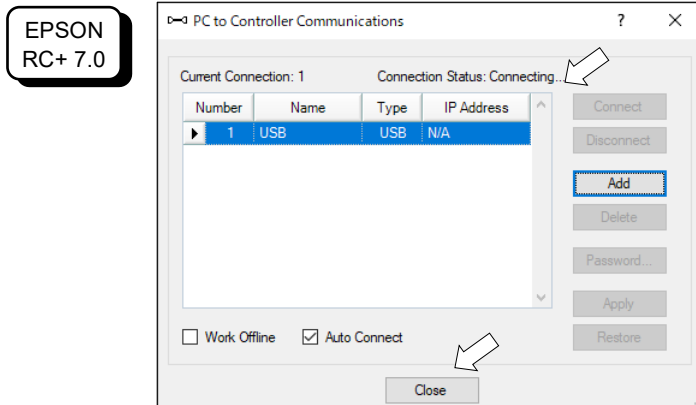 EPSON
RC+ 7.0
PC to Controller Communications
Current Connection: 1
Connection Status: Connecting...
Number Name Type IP Address
1 USB USB N/A
Connect
Disconnect
Add
Delete
Password...
Apply
Restore
Work Offline
Auto Connect
Close